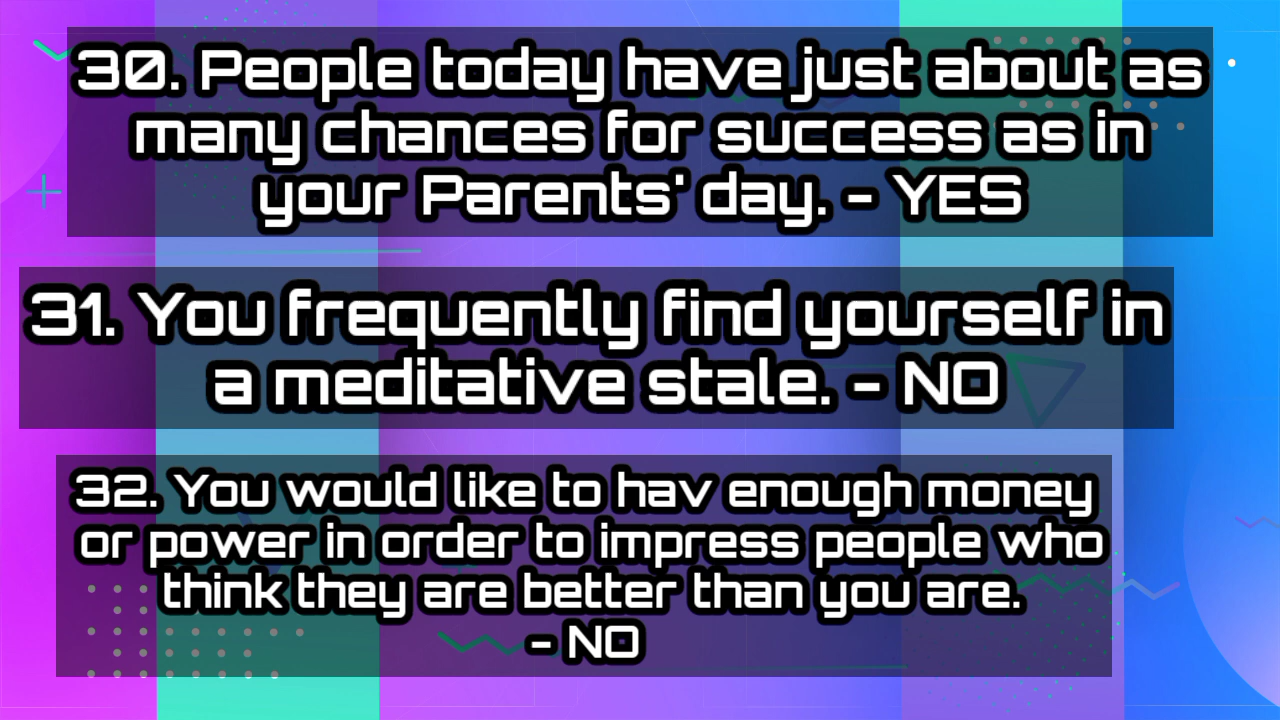 30. People today have just about as
many chances for success as in
your Parents' day. - YES
31. You frequently find yourself in
a meditative stale. - NO
32. You would like to hav enough money
or power in order to impress people who
think they are better than you are.
- NO